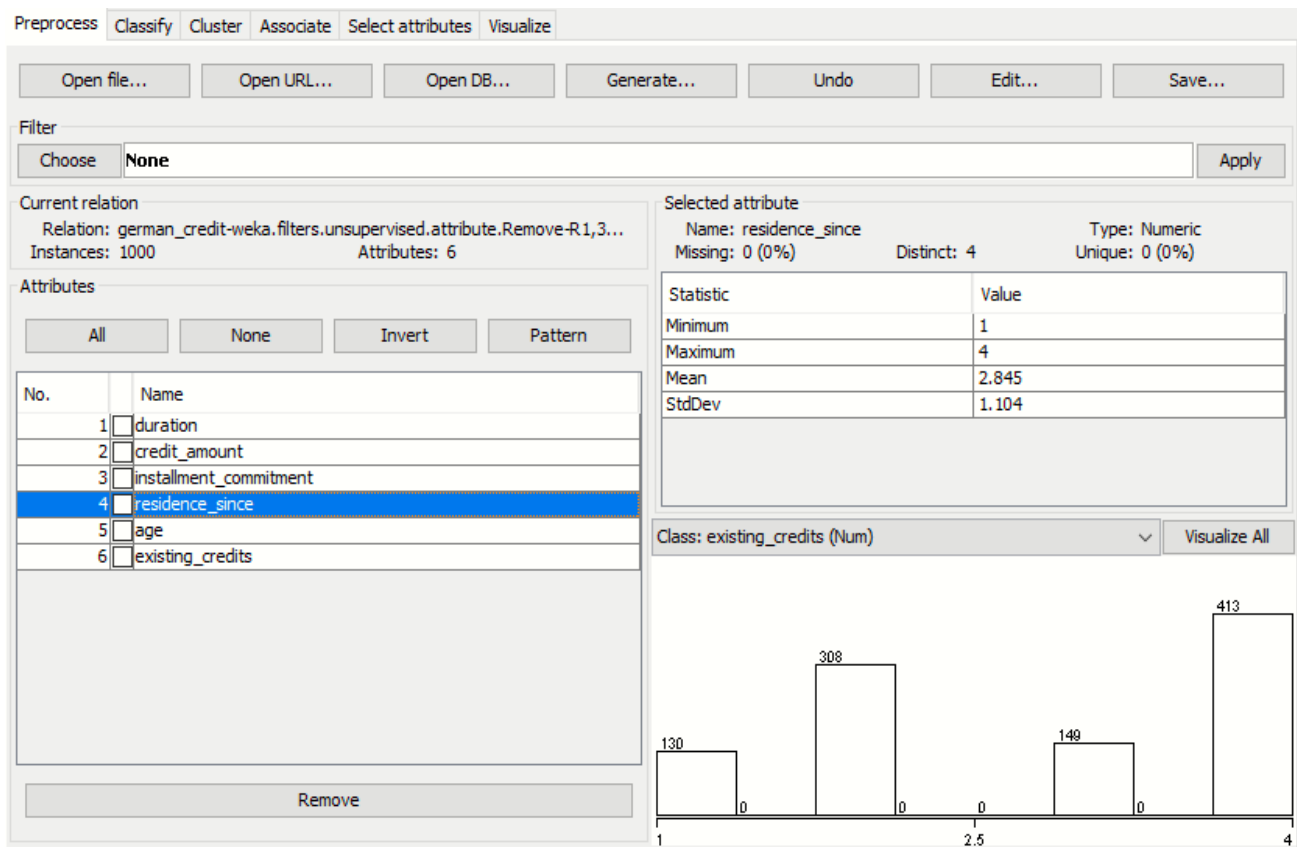 Preprocess Classify Cluster Associate Select attributes Visualize
Open file... Open URL... Open DB... Generate... Undo Edit... Save...
Filter
Choose None Apply
Current relation
Relation: german_credit-weka.filters.unsupervised.attribute.Remove-R1,3...
Instances: 1000 Attributes: 6
Attributes
All None Invert Pattern
No. Name
1 duration
2 credit_amount
3 installment_commitment
4 residence_since
5 age
6 existing_credits
Remove
Selected attribute
Name: residence_since Type: Numeric
Missing: 0 (0%) Distinct: 4 Unique: 0 (0%)
Statistic Value
Minimum 1
Maximum 4
Mean 2.845
StdDev 1.104
Class: existing_credits (Num) Visualize All
413
308
149
130
0 0 0 0
1 2.5 4